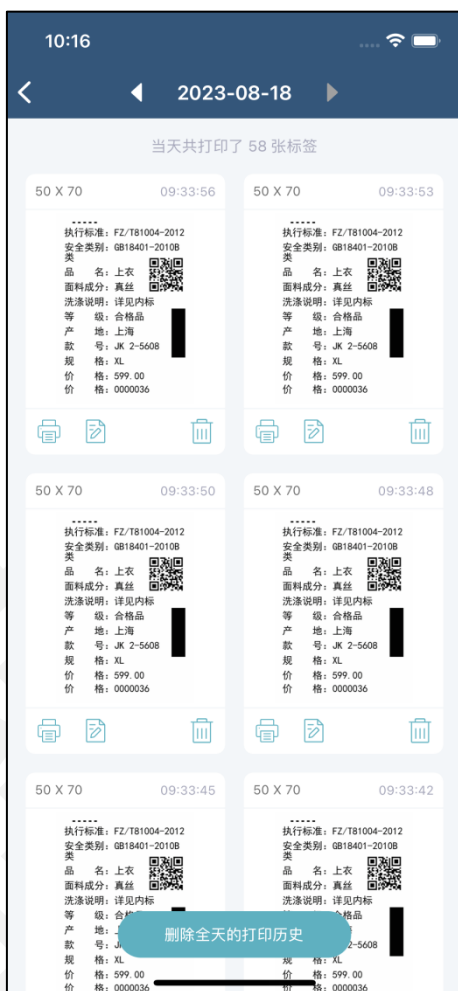 10:16
2023-08-18
当天共打印了 58 张标签
50 X 70
09:33:56
-----
执行标准：FZ/T81004-2012
安全类别：GB18401-2010B
类
品　　名：上衣
面料成分：真丝
洗涤说明：详见内标
等　　级：合格品
产　　地：上海
款　　号：JK 2-5608
规　　格：XL
价　　格：599.00
价　　格：0000036
50 X 70
09:33:53
-----
执行标准：FZ/T81004-2012
安全类别：GB18401-2010B
类
品　　名：上衣
面料成分：真丝
洗涤说明：详见内标
等　　级：合格品
产　　地：上海
款　　号：JK 2-5608
规　　格：XL
价　　格：599.00
价　　格：0000036
50 X 70
09:33:50
-----
执行标准：FZ/T81004-2012
安全类别：GB18401-2010B
类
品　　名：上衣
面料成分：真丝
洗涤说明：详见内标
等　　级：合格品
产　　地：上海
款　　号：JK 2-5608
规　　格：XL
价　　格：599.00
价　　格：0000036
50 X 70
09:33:48
-----
执行标准：FZ/T81004-2012
安全类别：GB18401-2010B
类
品　　名：上衣
面料成分：真丝
洗涤说明：详见内标
等　　级：合格品
产　　地：上海
款　　号：JK 2-5608
规　　格：XL
价　　格：599.00
价　　格：0000036
50 X 70
09:33:45
-----
执行标准：FZ/T81004-2012
安全类别：GB18401-2010B
类
品　　名：上衣
面料成分：真丝
洗涤说明：详见内标
等　　级：
产　　地：
款　　号：
规　　格：XL
价　　格：599.00
价　　格：0000036
50 X 70
09:33:42
-----
执行标准：FZ/T81004-2012
安全类别：GB18401-2010B
类
品　　名：上衣
面料成分：真丝
洗涤说明：详见内标
等　　级：合格品
2-5608
规　　格：XL
价　　格：599.00
价　　格：0000036
删除全天的打印历史